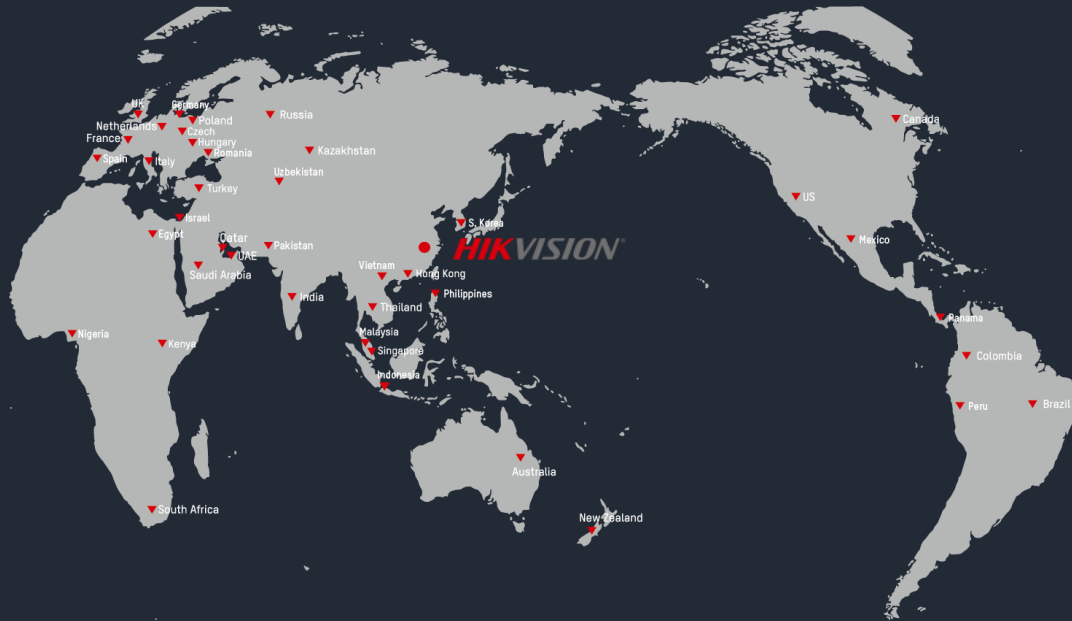 UK
Germany
Poland
Netherlands
Czech
France
Hungary
Romania
Spain
Italy
Russia
Kazakhstan
Uzbekistan
Turkey
Israel
Egypt
Qatar
UAE
Saudi Arabia
Pakistan
India
S. Korea
HIKVISION
Vietnam
Hong Kong
Philippines
Thailand
Malaysia
Singapore
Indonesia
Nigeria
Kenya
South Africa
Australia
New Zealand
Canada
US
Mexico
Panama
Colombia
Peru
Brazil